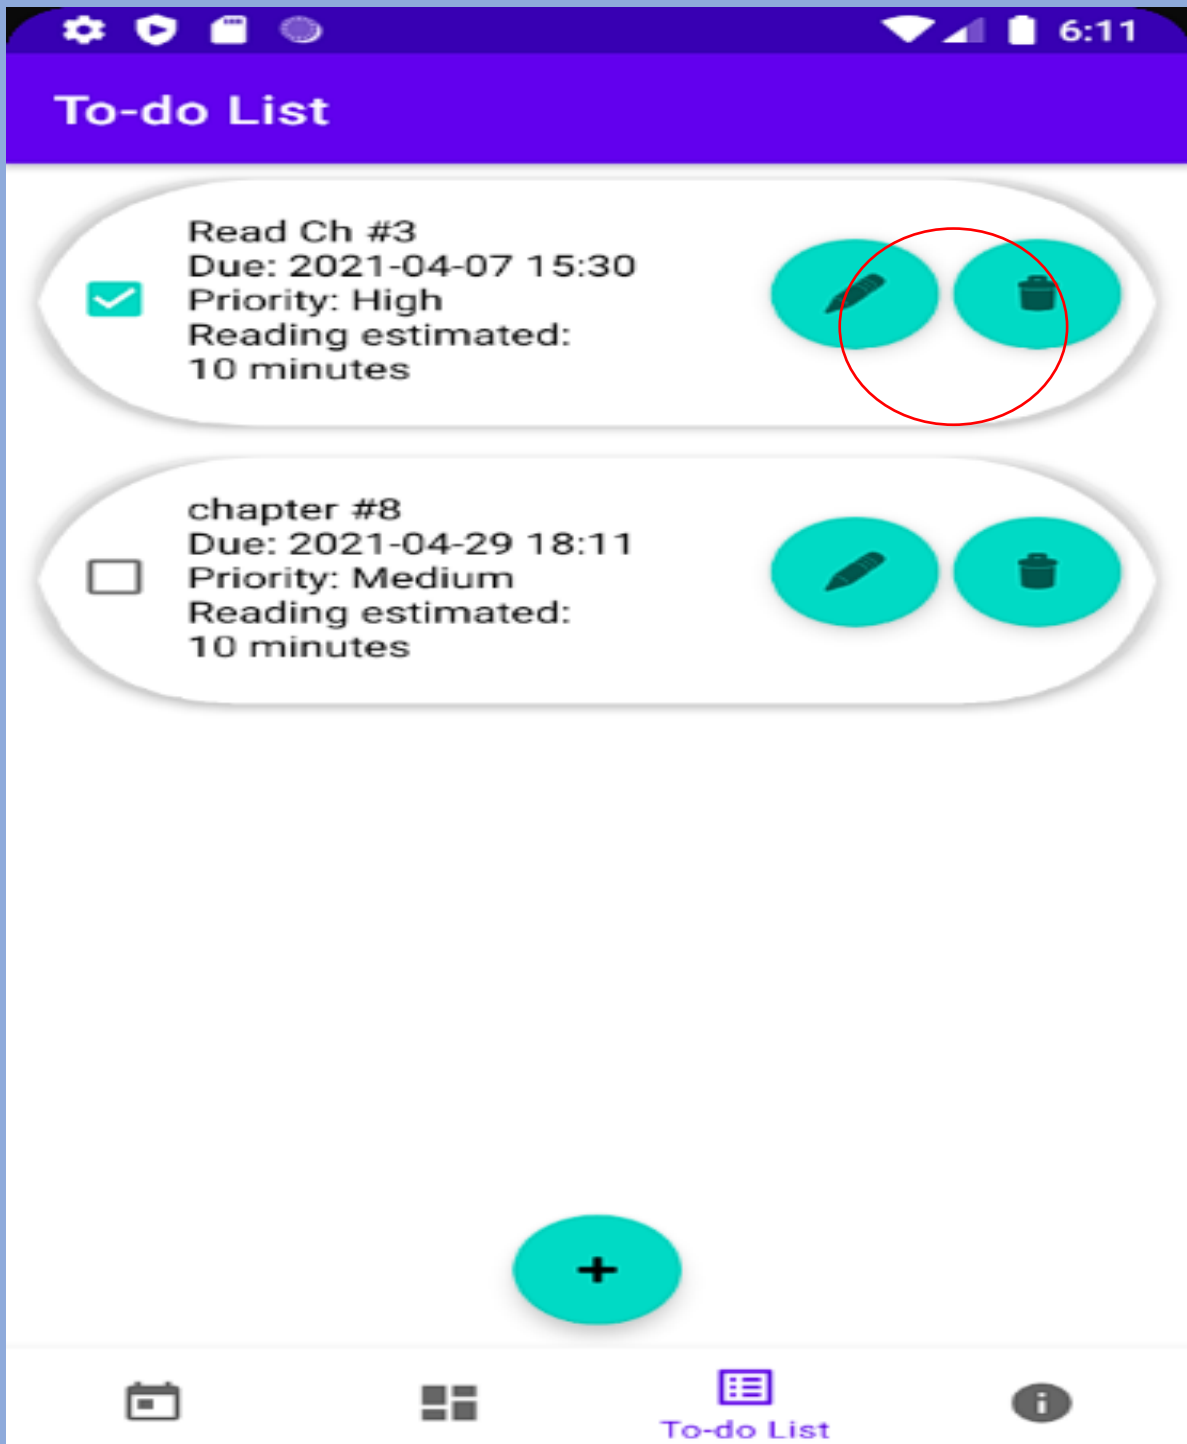 6:11
To-do List
Read Ch #3
Due: 2021-04-07 15:30
Priority: High
Reading estimated:
10 minutes
chapter #8
Due: 2021-04-29 18:11
Priority: Medium
Reading estimated:
10 minutes
+
To-do List